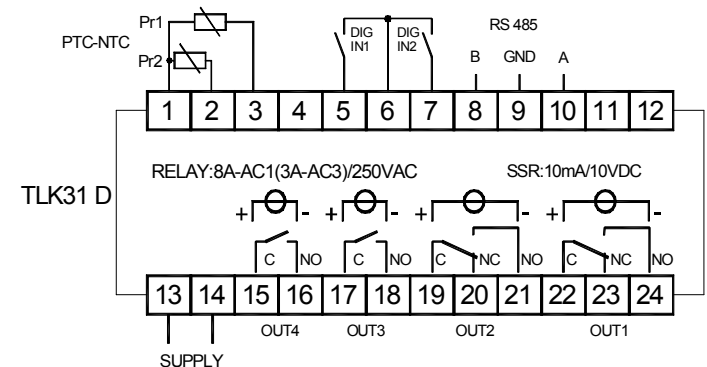 Pr1
PTC-NTC
Pr2
DIG IN1
DIG IN2
RS 485
B GND A
1 2 3 4 5 6 7 8 9 10 11 12
TLK31 D
RELAY:8A-AC1(3A-AC3)/250VAC SSR:10mA/10VDC
+ - + - + - + -
C NO C NO C NC NO C NC NO
13 14 15 16 17 18 19 20 21 22 23 24
OUT4 OUT3 OUT2 OUT1
SUPPLY